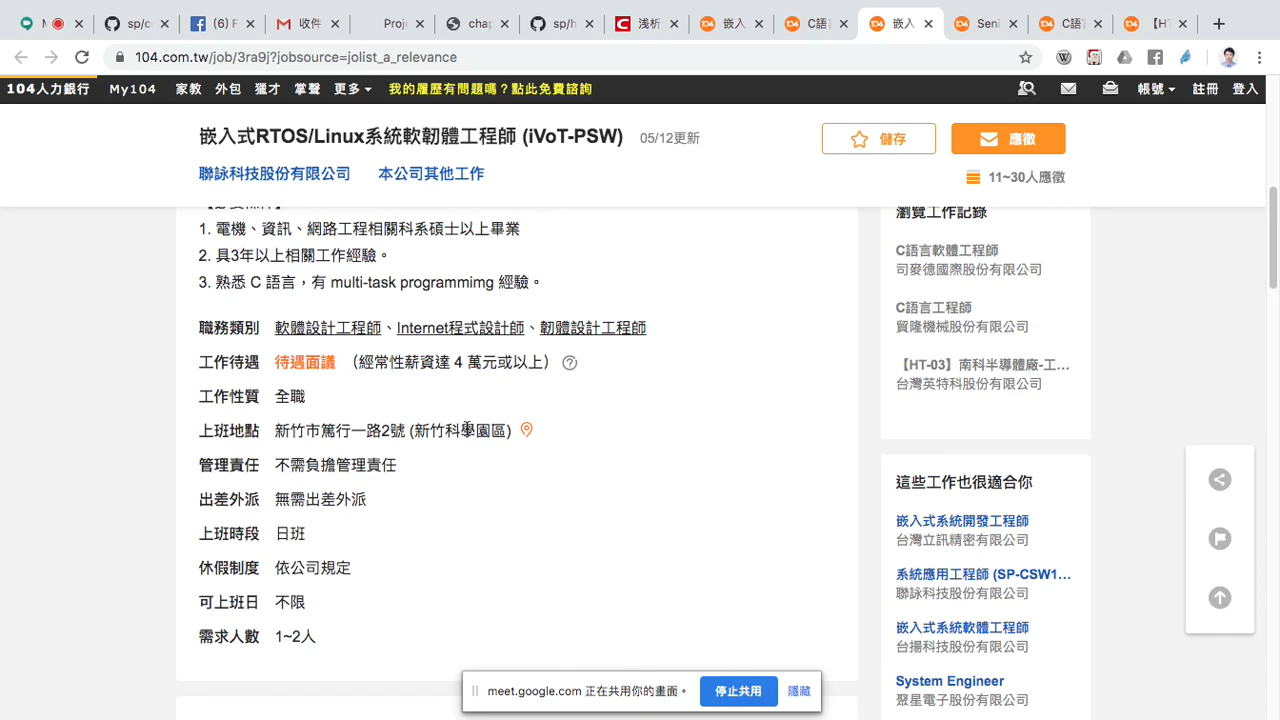 sp/c
(6) F
收件
Proj
chap
sp/h
浅析
嵌入
C語
嵌入
Seni
C語
【HT
104.com.tw/job/3ra9j?jobsource=jolist_a_relevance
104人力銀行 My104 家教 外包 獵才 掌聲 更多 我的履歷有問題嗎？點此免費諮詢 帳號 註冊 登入
嵌入式RTOS/Linux系統軟韌體工程師 (iVoT-PSW) 05/12更新
儲存
應徵
聯詠科技股份有限公司 本公司其他工作
11~30人應徵
1. 電機、資訊、網路工程相關科系碩士以上畢業
2. 具3年以上相關工作經驗。
3. 熟悉 C 語言，有 multi-task programmimg 經驗。
職務類別 軟體設計工程師、Internet程式設計師、韌體設計工程師
工作待遇 待遇面議 （經常性薪資達 4 萬元或以上）
工作性質 全職
上班地點 新竹市篤行一路2號 (新竹科學園區)
管理責任 不需負擔管理責任
出差外派 無需出差外派
上班時段 日班
休假制度 依公司規定
可上班日 不限
需求人數 1~2人
瀏覽工作記錄
C語言軟體工程師
司麥德國際股份有限公司
C語言工程師
貿隆機械股份有限公司
【HT-03】南科半導體廠-工...
台灣英特科股份有限公司
這些工作也很適合你
嵌入式系統開發工程師
台灣立訊精密有限公司
系統應用工程師 (SP-CSW1...
聯詠科技股份有限公司
嵌入式系統軟體工程師
台揚科技股份有限公司
System Engineer
聚星電子股份有限公司
meet.google.com 正在共用你的畫面。 停止共用 隱藏